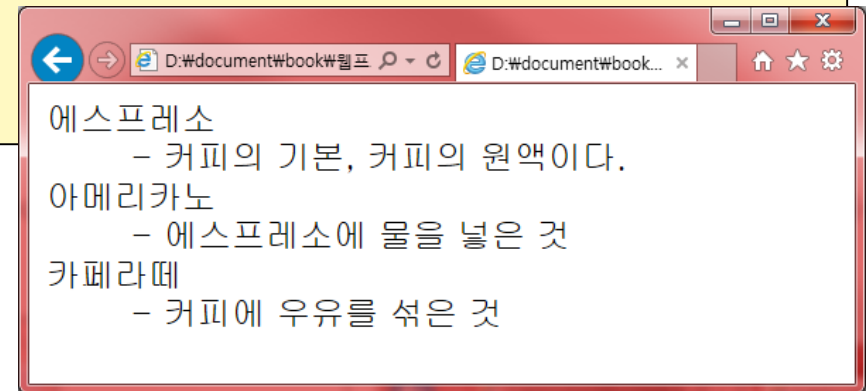 D:₩document₩book₩웹프
D:₩document₩book...
에스프레소
- 커피의 기본, 커피의 원액이다.
아메리카노
- 에스프레소에 물을 넣은 것
카페라떼
- 커피에 우유를 섞은 것